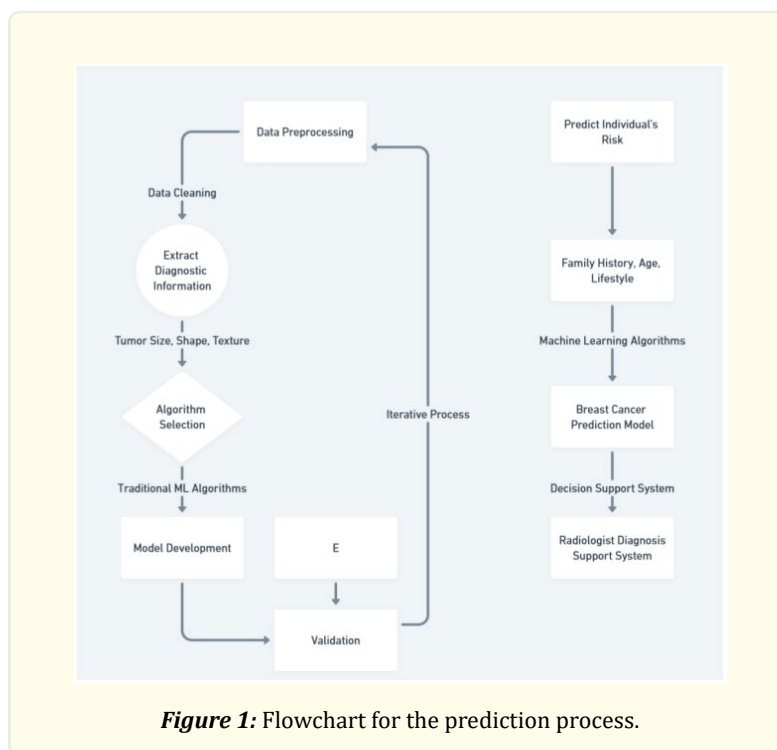 Data Preprocessing
Data Cleaning
Extract
Diagnostic
Information
Tumor Size, Shape, Texture
Algorithm
Selection
Traditional ML Algorithms
Model Development
E
Validation
Iterative Process
Predict Individual's
Risk
Family History, Age,
Lifestyle
Machine Learning Algorithms
Breast Cancer
Prediction Model
Decision Support System
Radiologist Diagnosis
Support System
Figure 1: Flowchart for the prediction process.